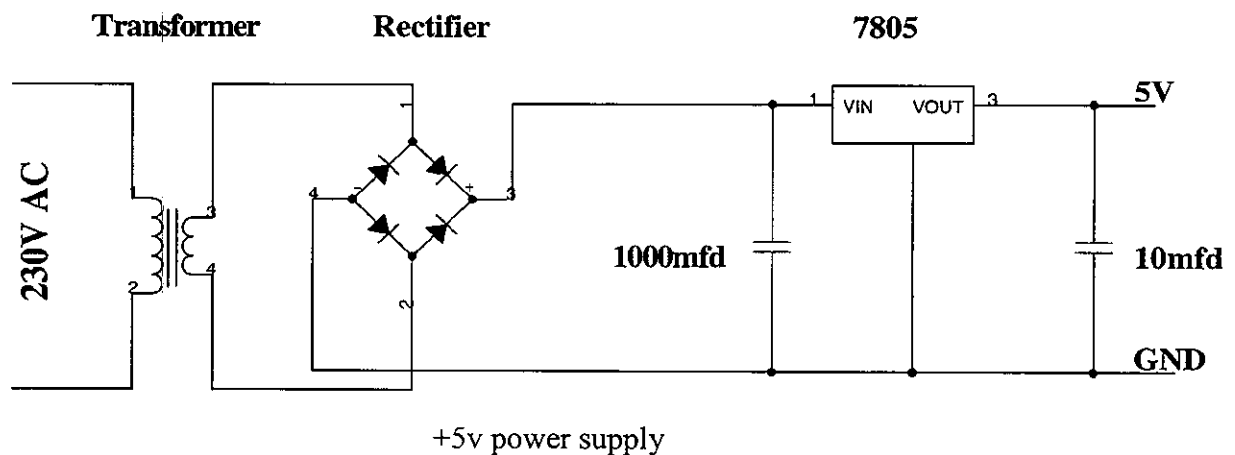 Transformer Rectifier 7805
230V AC
1
2
3
4
1
2
4
-
+
3
1 VIN VOUT 3
5V
1000mfd
10mfd
GND
+5v power supply